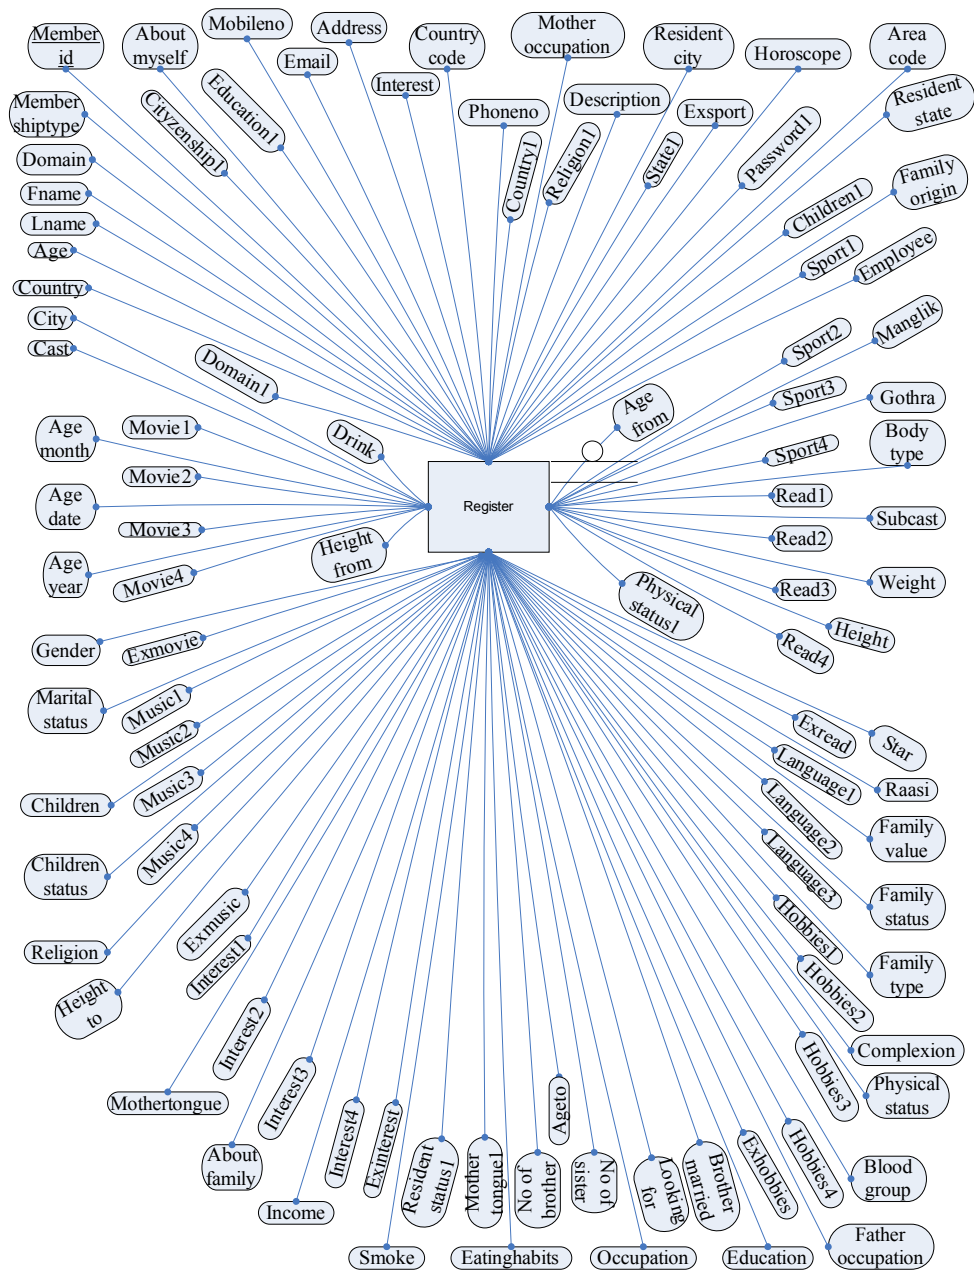 Member
id
About
myself
Mobileno
Email
Address
Interest
Country
code
Mother
occupation
Resident
city
Horoscope
Area
code
Member
shiptype
Cityzenship1
Education1
Phoneno
Description
Exsport
Resident
state
Country1
Religion1
State1
Password1
Domain
Fname
Lname
Age
Country
City
Cast
Children1
Family
origin
Sport1
Employee
Domain1
Sport2
Manglik
Drink
Age
from
Sport3
Gothra
Age
month
Movie1
Movie2
Sport4
Body
type
Age
date
Movie3
Register
Read1
Subcast
Read2
Age
year
Movie4
Height
from
Physical
status1
Read3
Weight
Height
Read4
Gender
Exmovie
Marital
status
Music1
Music2
Exread
Star
Children
Music3
Language1
Raasi
Language2
Family
value
Children
status
Music4
Language3
Family
status
Religion
Exmusic
Interest1
Hobbies1
Family
type
Height
to
Hobbies2
Interest2
Complexion
Mothertongue
Interest3
Hobbies3
Physical
status
About
family
Income
Interest4
Exinterest
Resident
status1
Mother
tongue1
No of
brother
Ageto
No of
sister
Looking
for
Brother
married
Exhobbies
Hobbies4
Blood
group
Smoke
Eatinghabits
Occupation
Education
Father
occupation